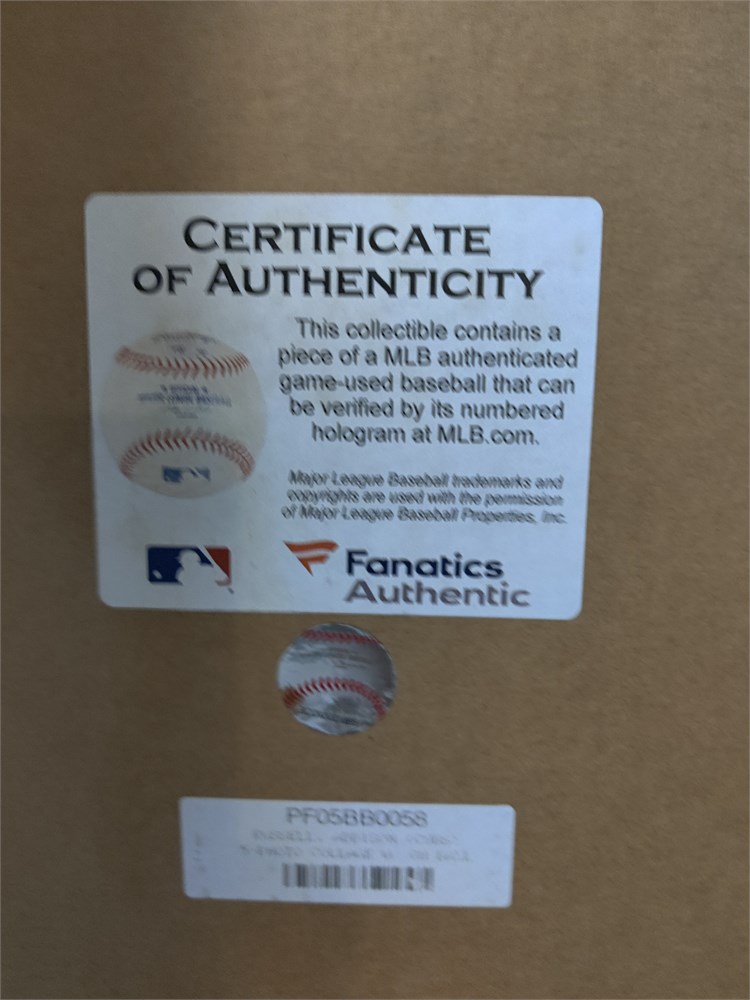 CERTIFICATE
OF AUTHENTICITY
This collectible contains a
piece of a MLB authenticated
game-used baseball that can
be verified by its numbered
hologram at MLB.com.
Major League Baseball trademarks and
copyrights are used with the permission
of Major League Baseball Properties, Inc.
Fanatics
Authentic
PF05BB0058
COLLAGE